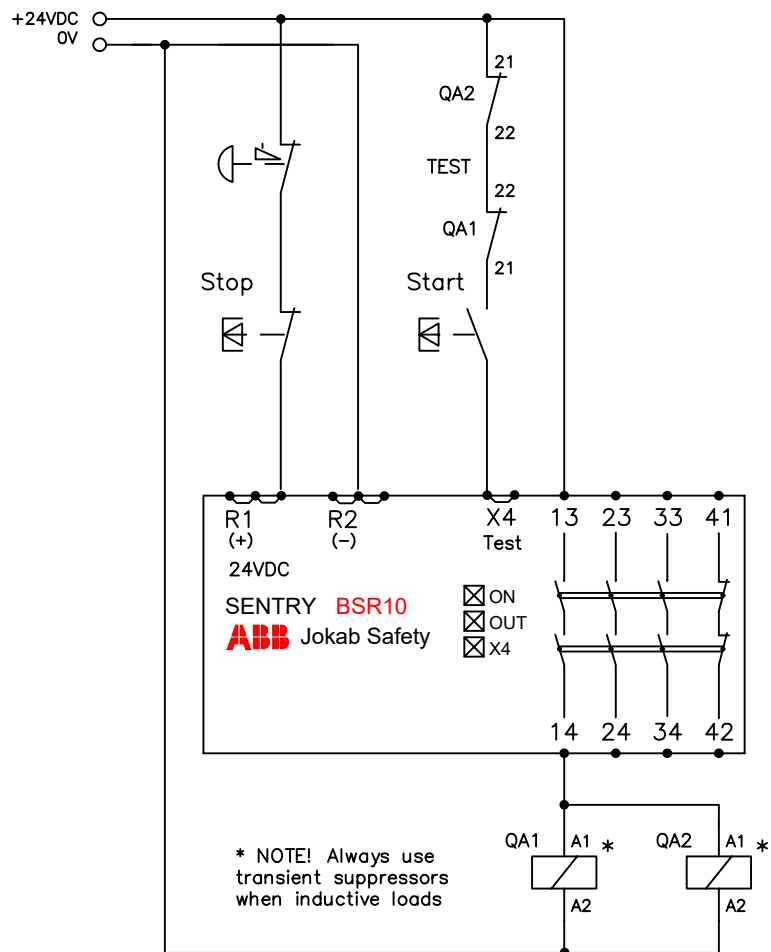 +24VDC
0V
21
QA2
22
TEST
22
QA1
21
Stop
Start
R1 R2 X4 13 23 33 41
(+) (-) Test
24VDC
SENTRY BSR10
ABB Jokab Safety
ON
OUT
X4
14 24 34 42
QA1 A1 * QA2 A1 *
A2 A2
* NOTE! Always use
transient suppressors
when inductive loads